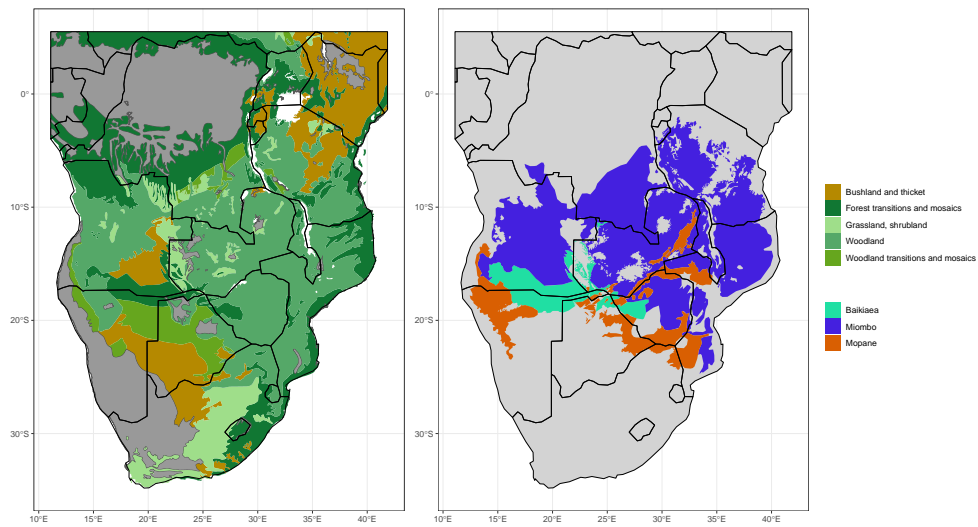 0°
10°S
20°S
30°S
10°E 15°E 20°E 25°E 30°E 35°E 40°E
0°
10°S
20°S
30°S
10°E 15°E 20°E 25°E 30°E 35°E 40°E
Bushland and thicket
Forest transitions and mosaics
Grassland, shrubland
Woodland
Woodland transitions and mosaics
Baikiaea
Miombo
Mopane